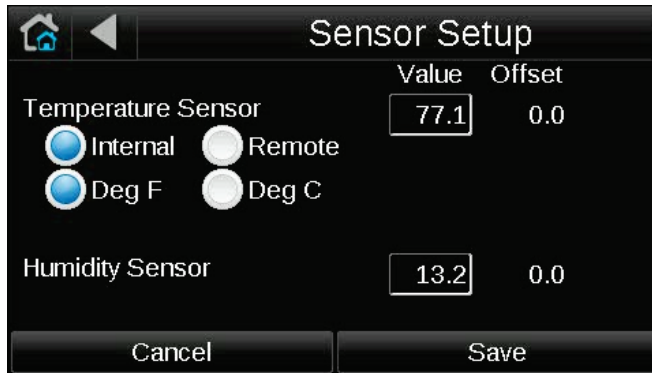 Sensor Setup
Value Offset
Temperature Sensor 77.1 0.0
Internal Remote
Deg F Deg C
Humidity Sensor 13.2 0.0
Cancel Save